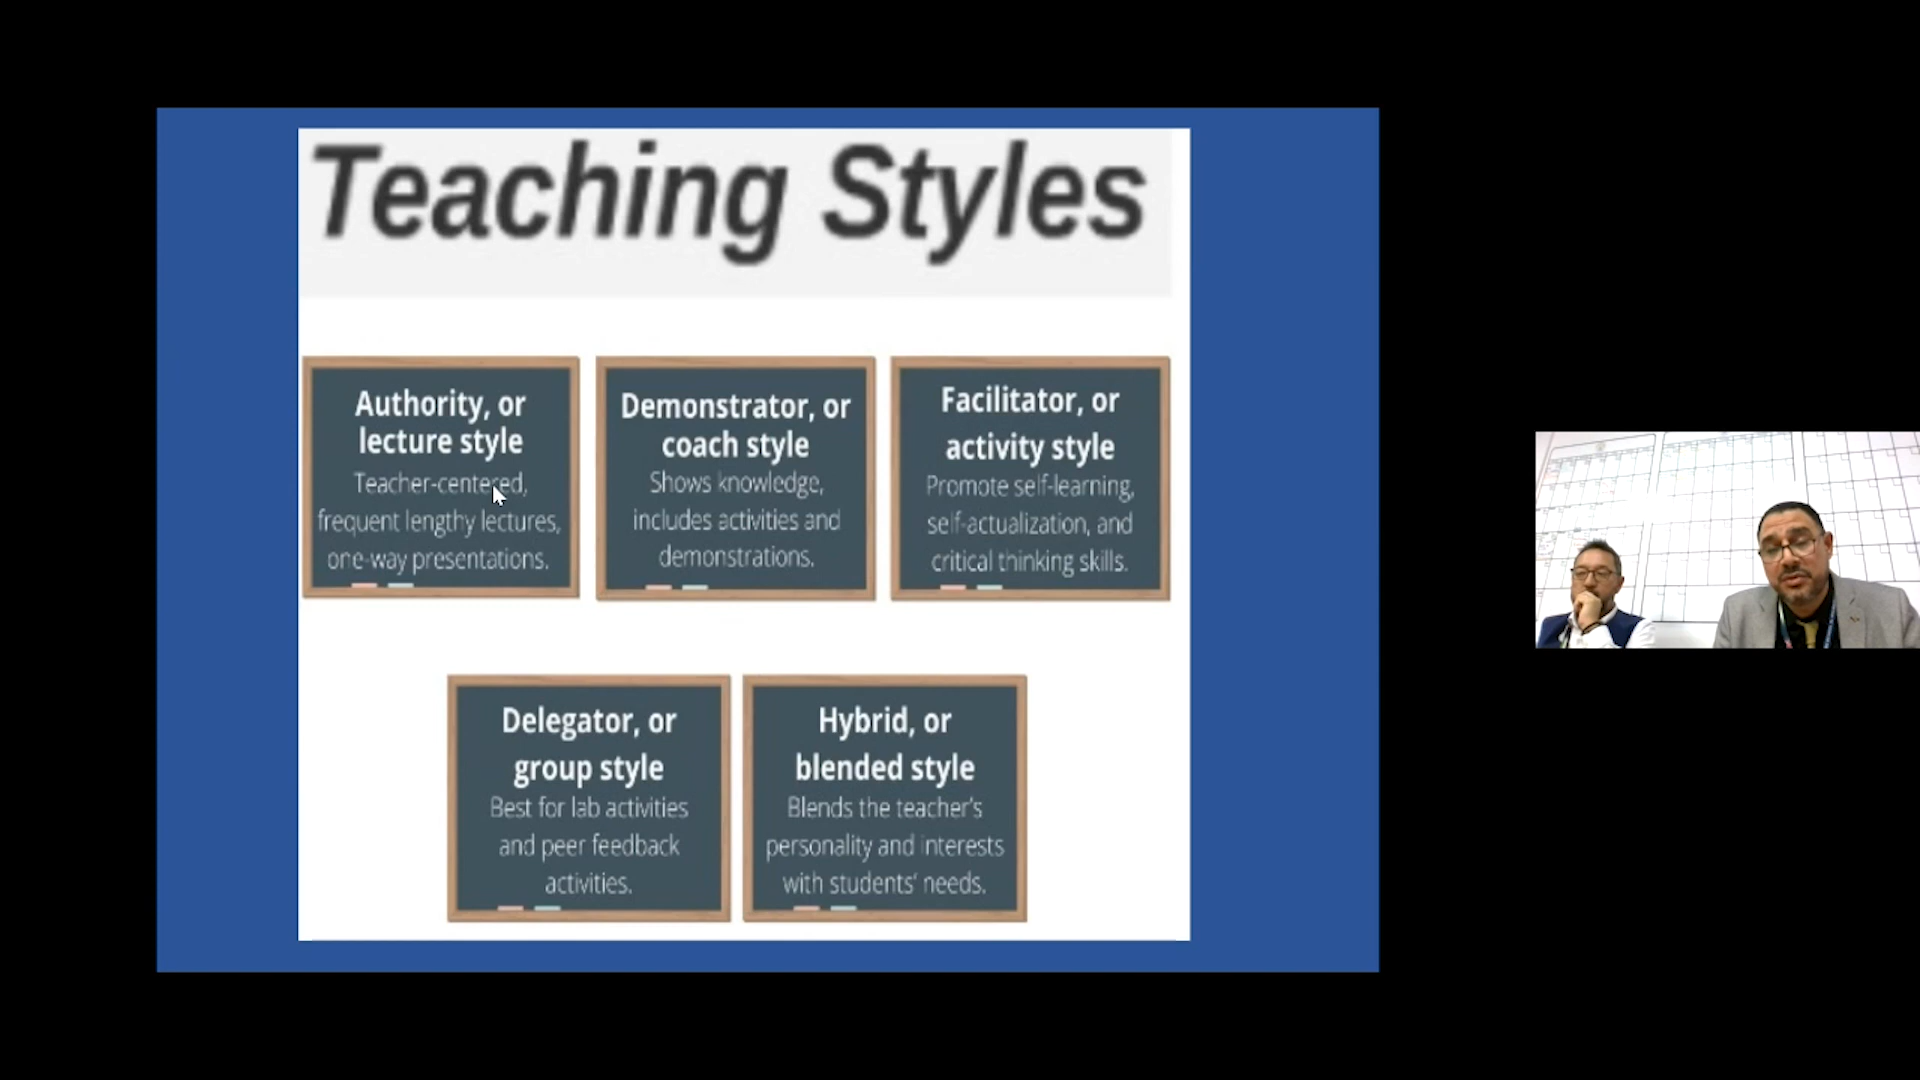 Teaching Styles
Authority, or
lecture style
Teacher-centered,
frequent lengthy lectures,
one-way presentations.
Demonstrator, or
coach style
Shows knowledge,
includes activities and
demonstrations.
Facilitator, or
activity style
Promote self-learning,
self-actualization, and
critical thinking skills.
Delegator, or
group style
Best for lab activities
and peer feedback
activities.
Hybrid, or
blended style
Blends the teacher's
personality and interests
with students' needs.